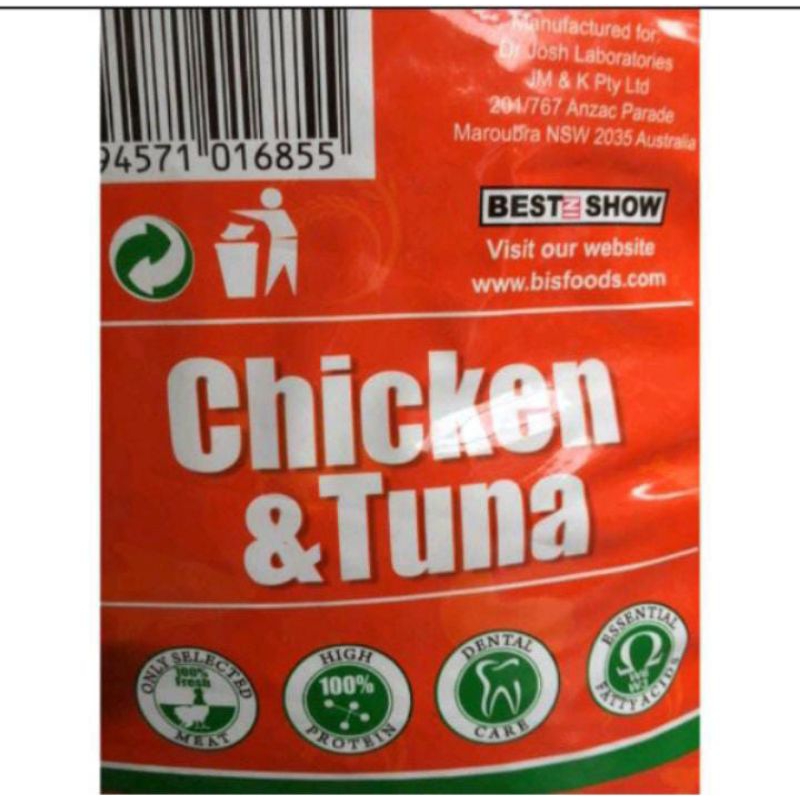 94571 016855
Manufactured for:
Dr Josh Laboratories
JM & K Pty Ltd
201/767 Anzac Parade
Maroubra NSW 2035 Australia
BEST IN SHOW
Visit our website
www.bisfoods.com
Chicken
&Tuna
ONLY SELECTED
100%
Fresh
MEAT
HIGH
100%
PROTEIN
DENTAL
CARE
ESSENTIAL
Ω
FATTY ACIDS